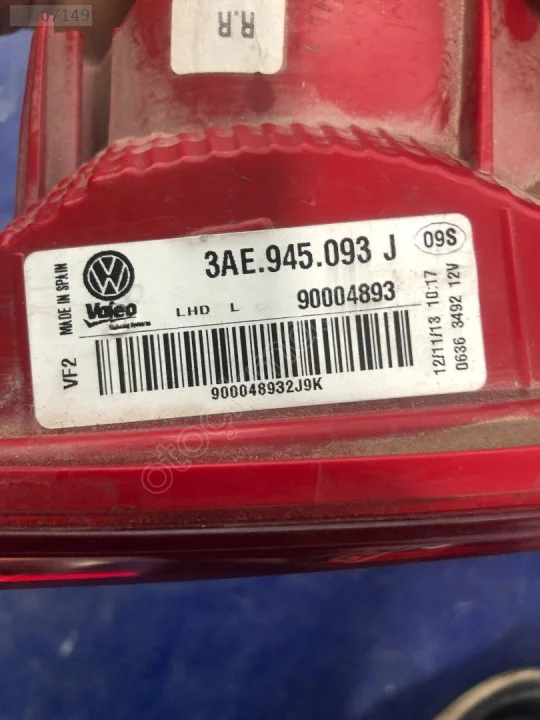 1107149
R.R
MADE IN SPAIN
VF2
Valeo
3AE.945.093 J
09S
LHD L
90004893
900048932J9K
12/11/13 10:17
0636 3492 12V